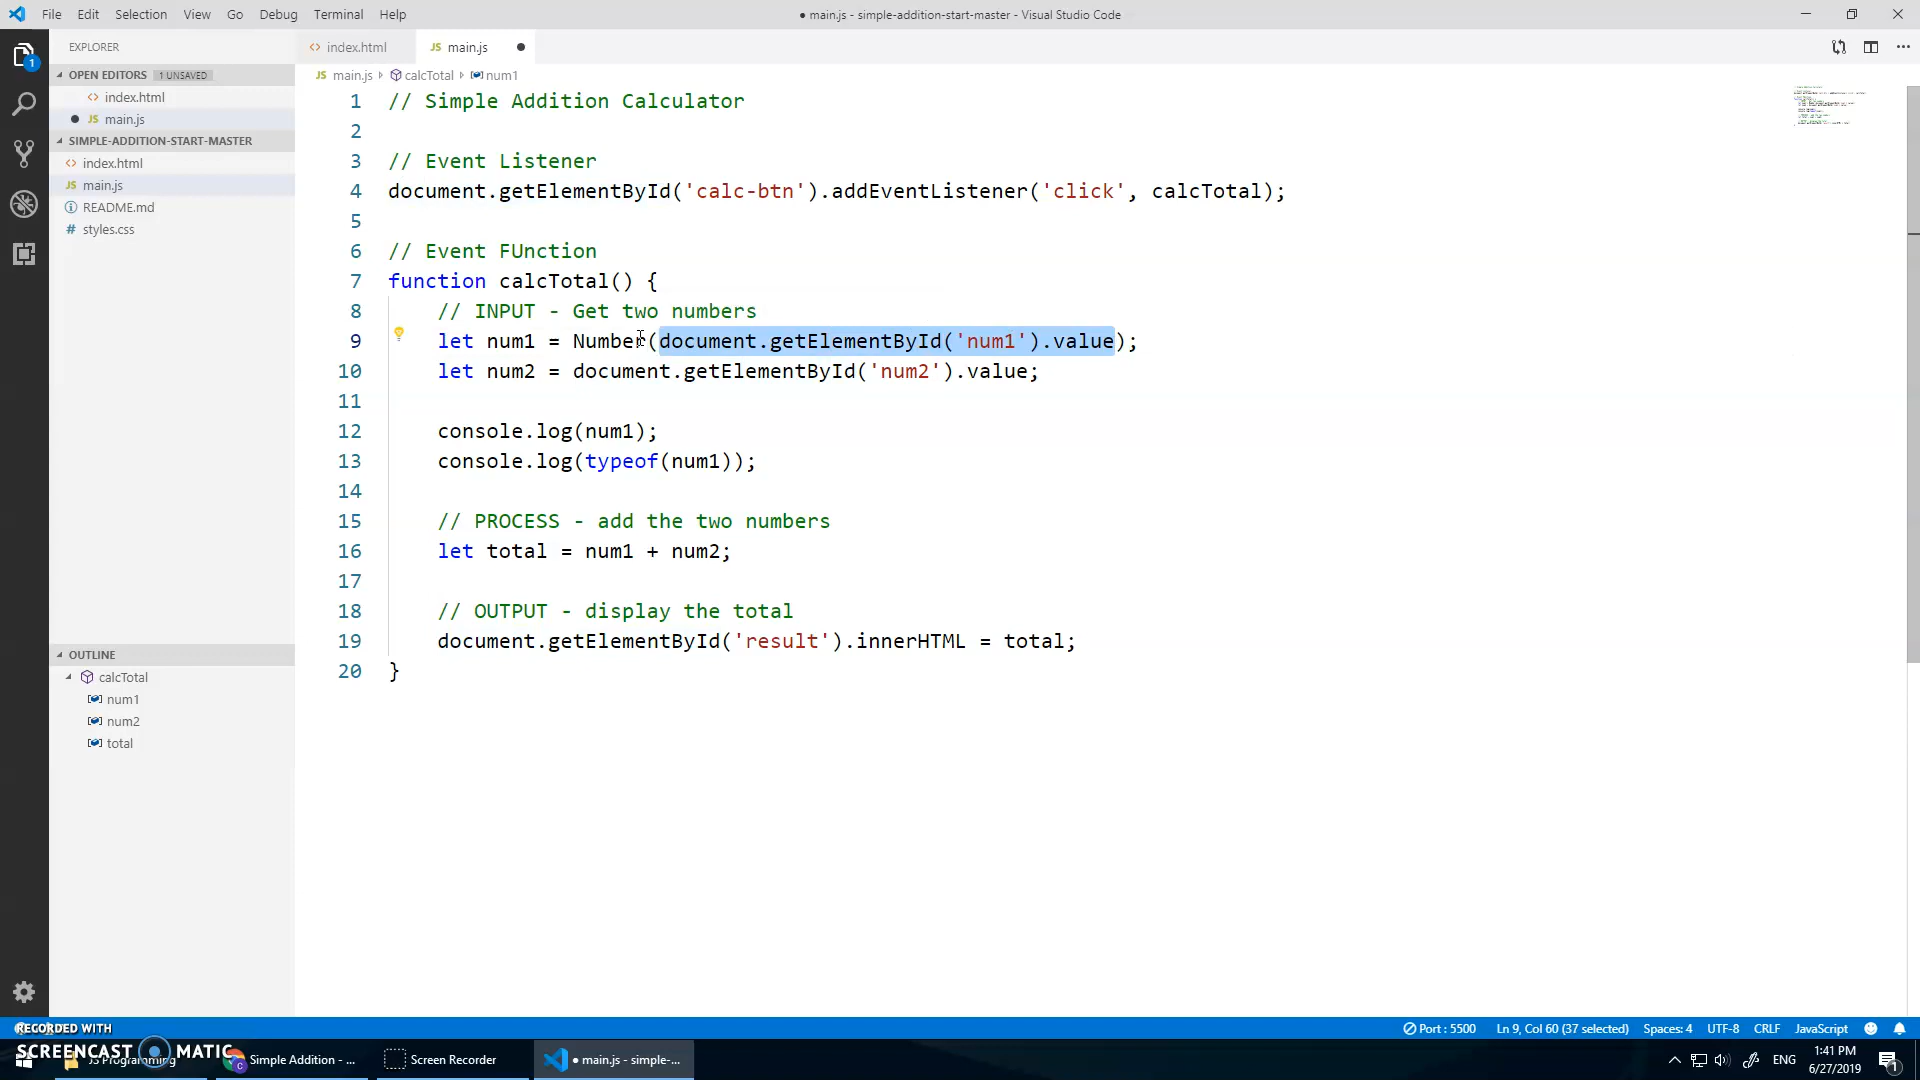 File Edit Selection View Go Debug Terminal Help
● main.js - simple-addition-start-master - Visual Studio Code
EXPLORER
OPEN EDITORS 1 UNSAVED
index.html
JS main.js
SIMPLE-ADDITION-START-MASTER
index.html
JS main.js
README.md
# styles.css
OUTLINE
calcTotal
num1
num2
total
index.html JS main.js
JS main.js calcTotal num1
1 // Simple Addition Calculator
2
3 // Event Listener
4 document.getElementById('calc-btn').addEventListener('click', calcTotal);
5
6 // Event FUnction
7 function calcTotal() {
8 // INPUT - Get two numbers
9 let num1 = Number(document.getElementById('num1').value);
10 let num2 = document.getElementById('num2').value;
11
12 console.log(num1);
13 console.log(typeof(num1));
14
15 // PROCESS - add the two numbers
16 let total = num1 + num2;
17
18 // OUTPUT - display the total
19 document.getElementById('result').innerHTML = total;
20 }
1
Port : 5500 Ln 9, Col 60 (37 selected) Spaces: 4 UTF-8 CRLF JavaScript
RECORDED WITH
SCREENCAST MATIC
JS Programming Simple Addition - ... Screen Recorder ● main.js - simple-...
ENG 1:41 PM
6/27/2019
1